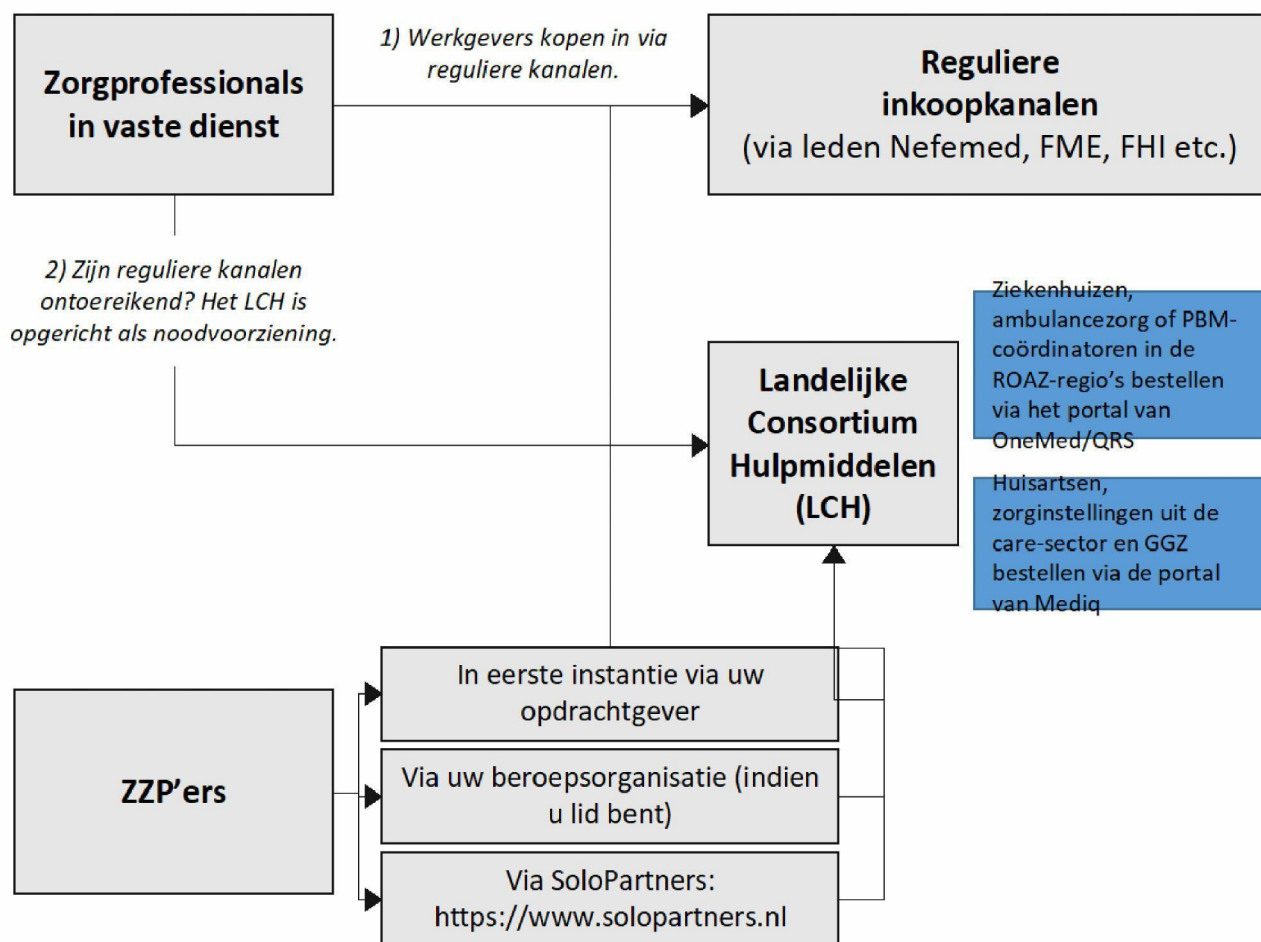 Zorgprofessionals
in vaste dienst
1) Werkgevers kopen in via
reguliere kanalen.
Reguliere
inkoopkanalen
(via leden Nefemed, FME, FHI etc.)
2) Zijn reguliere kanalen
ontoereikend? Het LCH is
opgericht als noodvoorziening.
Landelijke
Consortium
Hulpmiddelen
(LCH)
Ziekenhuizen,
ambulancezorg of PBM-
coördinatoren in de
ROAZ-regio's bestellen
via het portal van
OneMed/QRS
Huisartsen,
zorginstellingen uit de
care-sector en GGZ
bestellen via de portal
van Mediq
ZZP'ers
In eerste instantie via uw
opdrachtgever
Via uw beroepsorganisatie (indien
u lid bent)
Via SoloPartners:
https://www.solopartners.nl